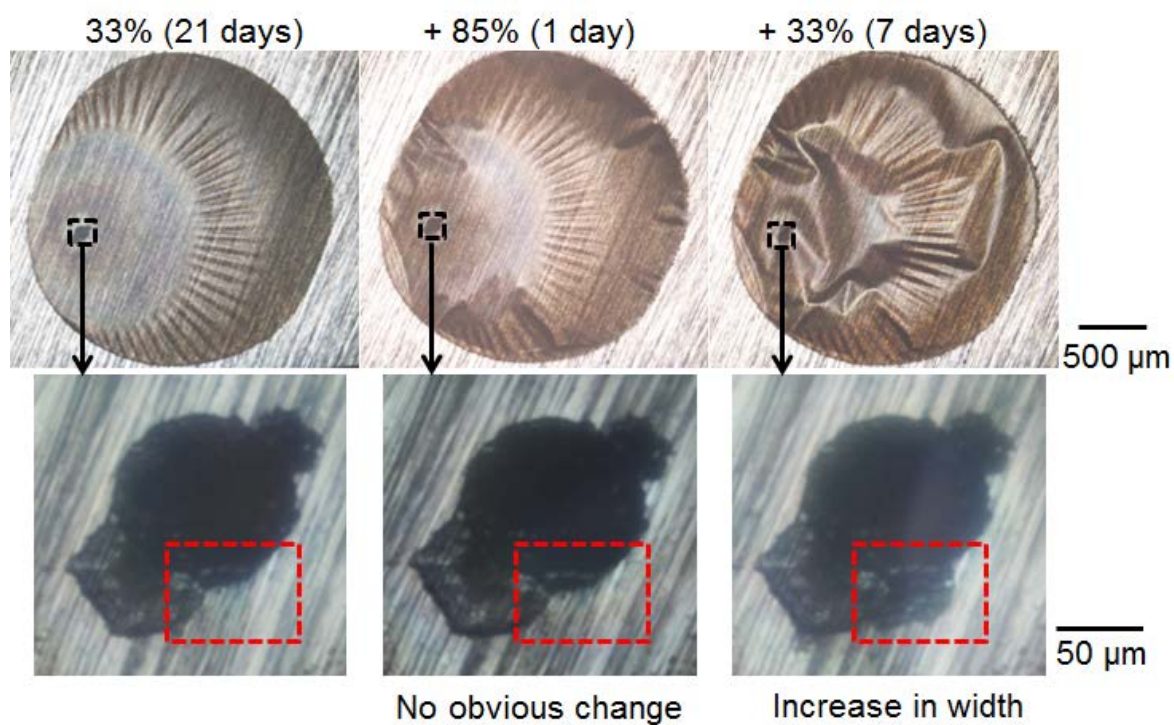 33% (21 days)
+ 85% (1 day)
+ 33% (7 days)
500 µm
50 µm
No obvious change
Increase in width